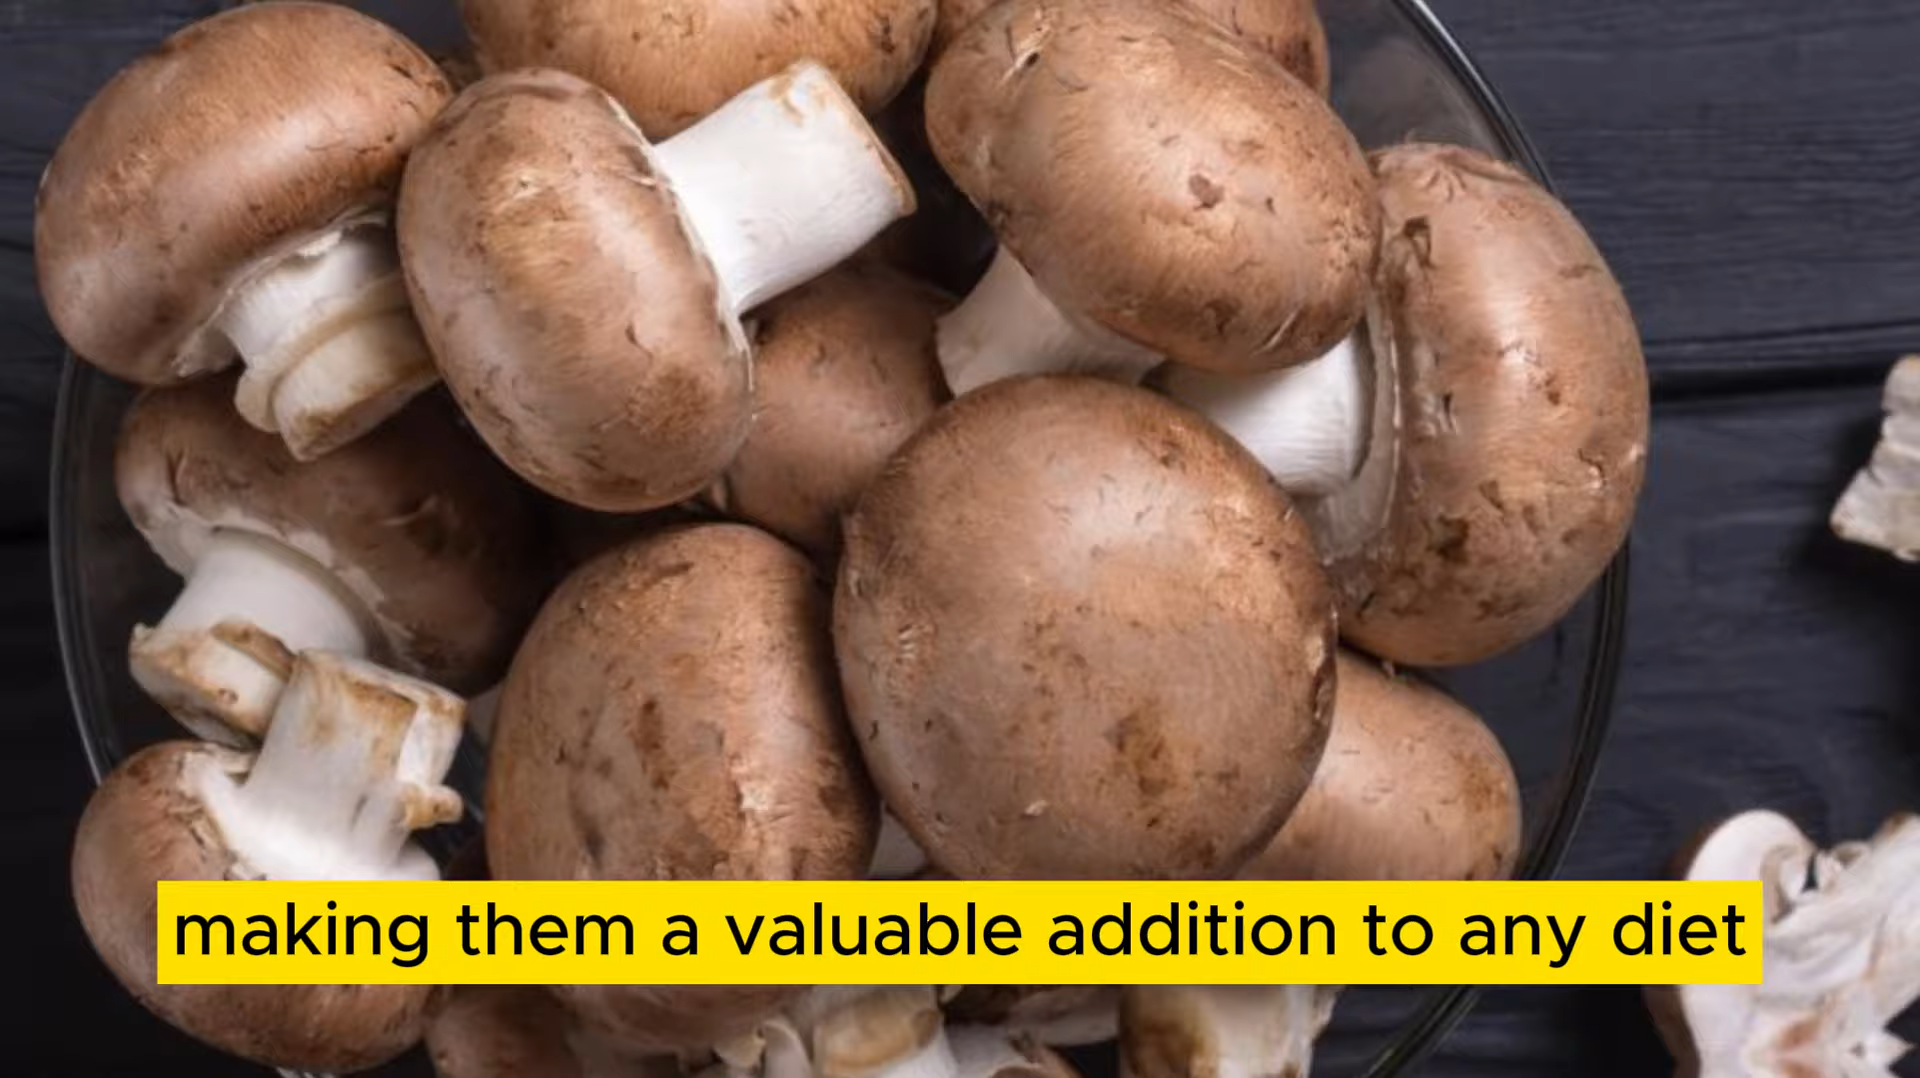 making them a valuable addition to any diet